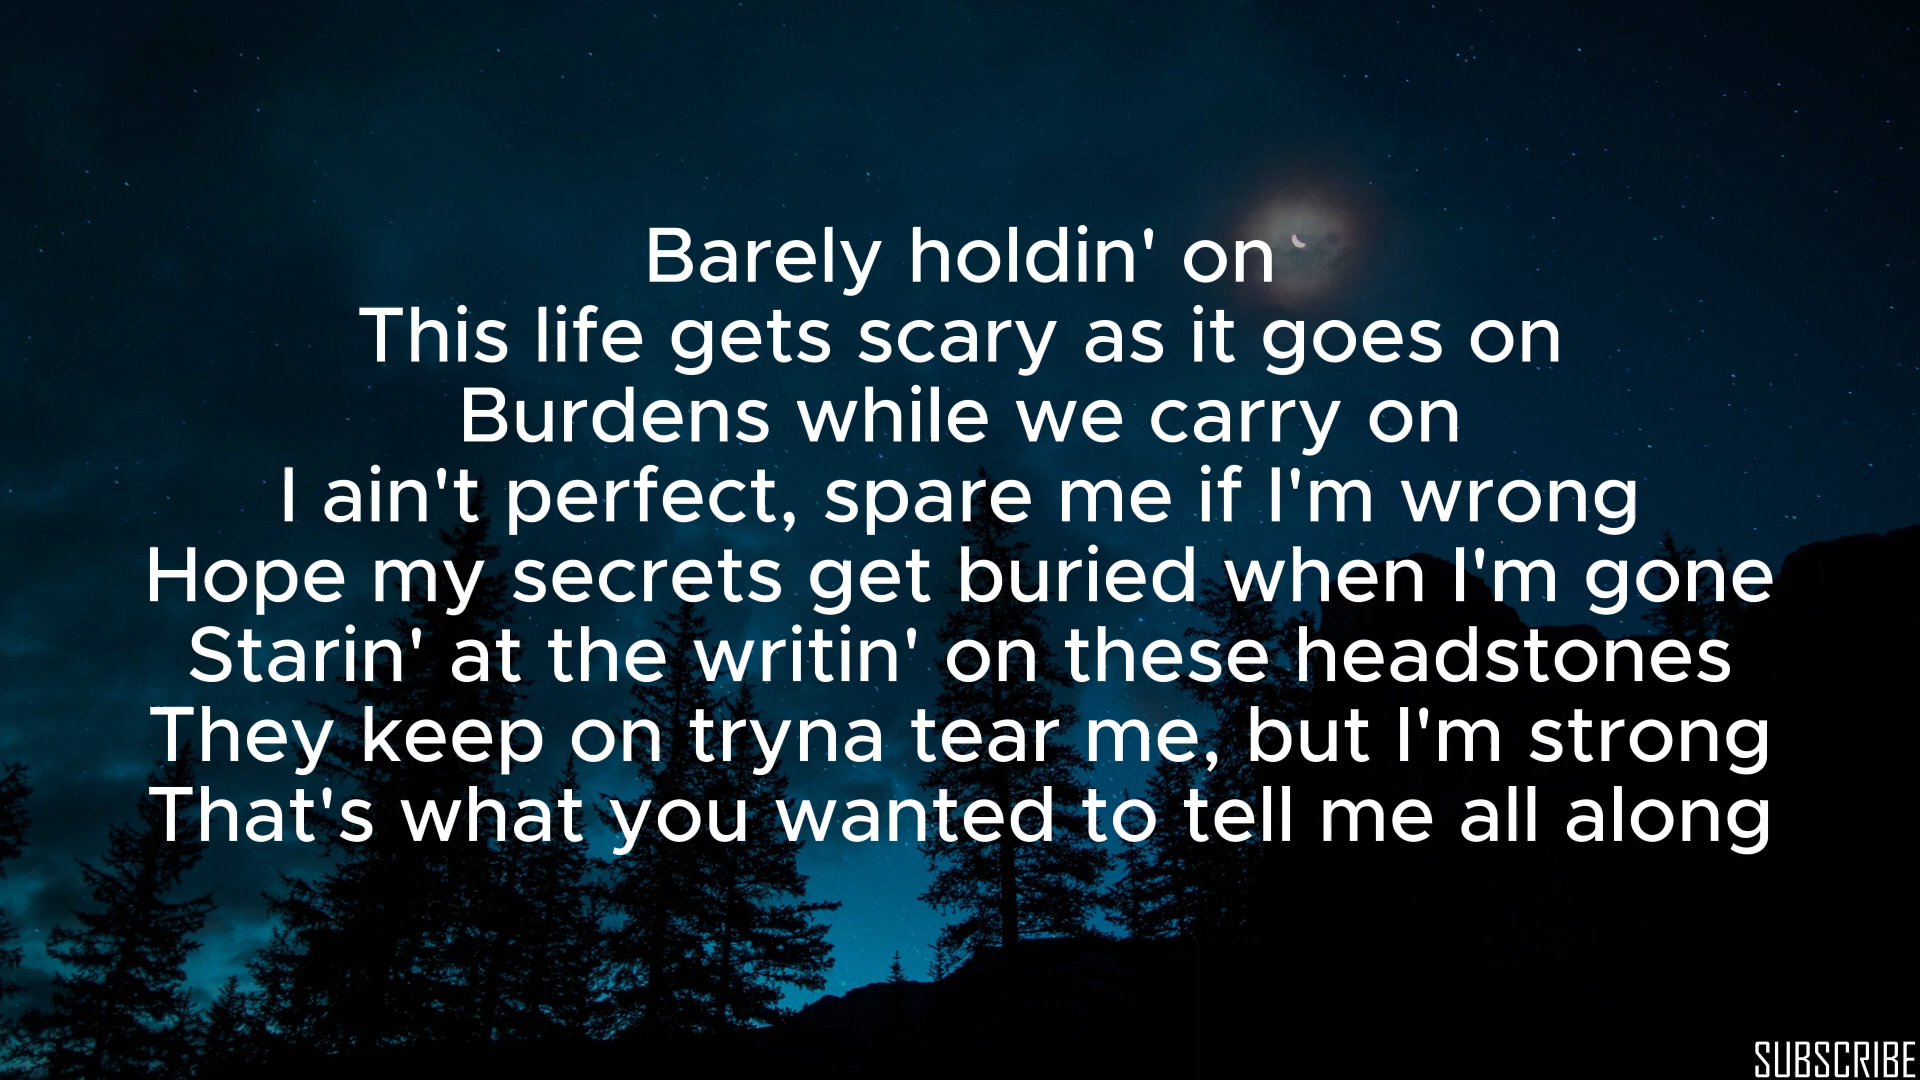 Barely holdin' on
This life gets scary as it goes on
Burdens while we carry on
I ain't perfect, spare me if I'm wrong
Hope my secrets get buried when I'm gone
Starin' at the writin' on these headstones
They keep on tryna tear me, but I'm strong
That's what you wanted to tell me all along
SUBSCRIBE